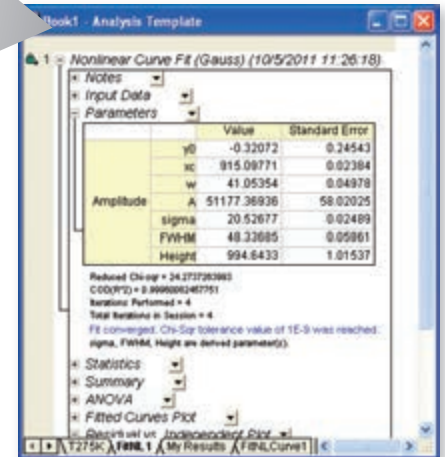 Book1 - Analysis Template
1 Nonlinear Curve Fit (Gauss) (10/5/2011 11:26:18)
Notes
Input Data
Parameters
Value Standard Error
Amplitude
y0 -0.32072 0.24543
xc 915.09771 0.02384
w 41.05354 0.04978
A 51177.36936 58.02025
sigma 20.52677 0.02489
FWHM 48.33685 0.05861
Height 994.6433 1.01537
Reduced Chi-sqr =
COD(R^2) =
Iterations Performed = 4
Total Iterations in Session = 4
Fit converged. Chi-Sqr tolerance value of 1E-9 was reached.
sigma, FWHM, Height are derived parameter(s).
Statistics
Summary
ANOVA
Fitted Curves Plot
Residual vs. Independent Plot
T275K FitNL 1 My Results FitNLCurve1